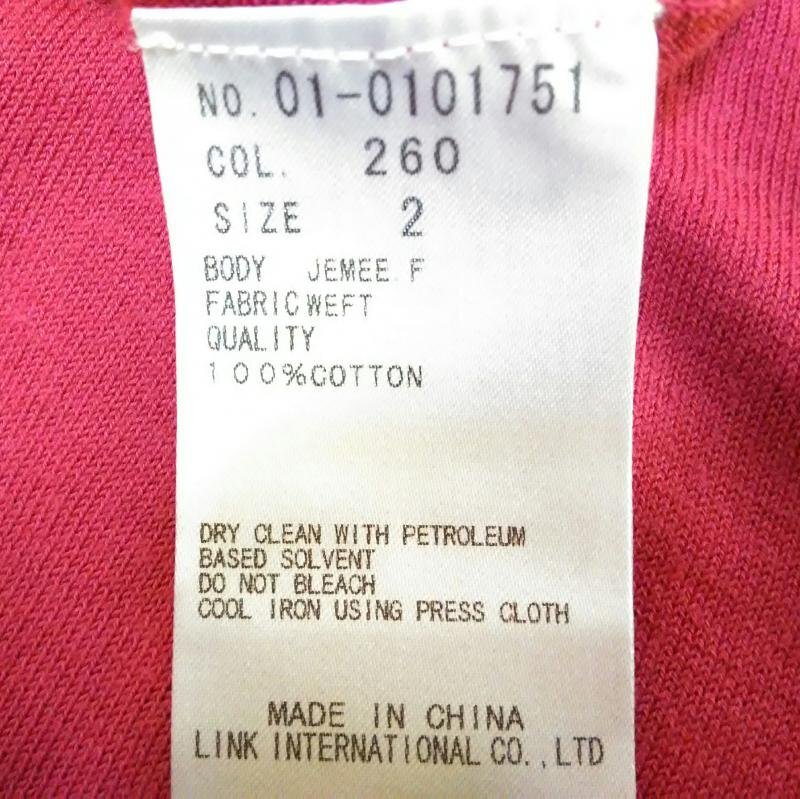 NO. 01-0101751
COL. 260
SIZE 2
BODY JEMEE.F
FABRIC WEFT
QUALITY
100%COTTON
DRY CLEAN WITH PETROLEUM
BASED SOLVENT
DO NOT BLEACH
COOL IRON USING PRESS CLOTH
MADE IN CHINA
LINK INTERNATIONAL CO.,LTD